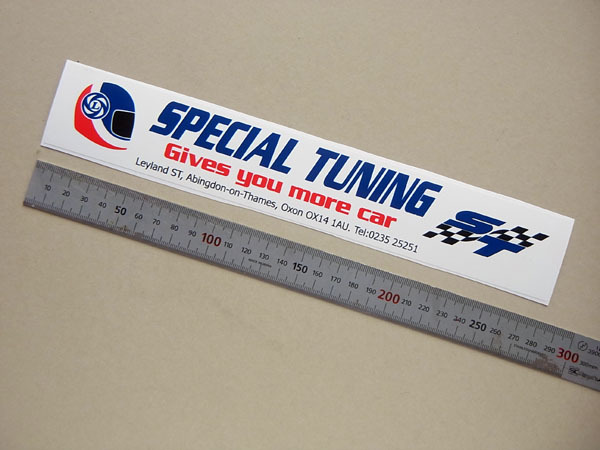 L
SPECIAL TUNING
Gives you more car
Leyland ST, Abingdon-on-Thames, Oxon OX14 1AU. Tel:0235 25251
ST
10 20 30 40 50 60 70 80 90 100 110 120 130 140 150 160 170 180 190 200 210 220 230 240 250 260 270 280 290 300